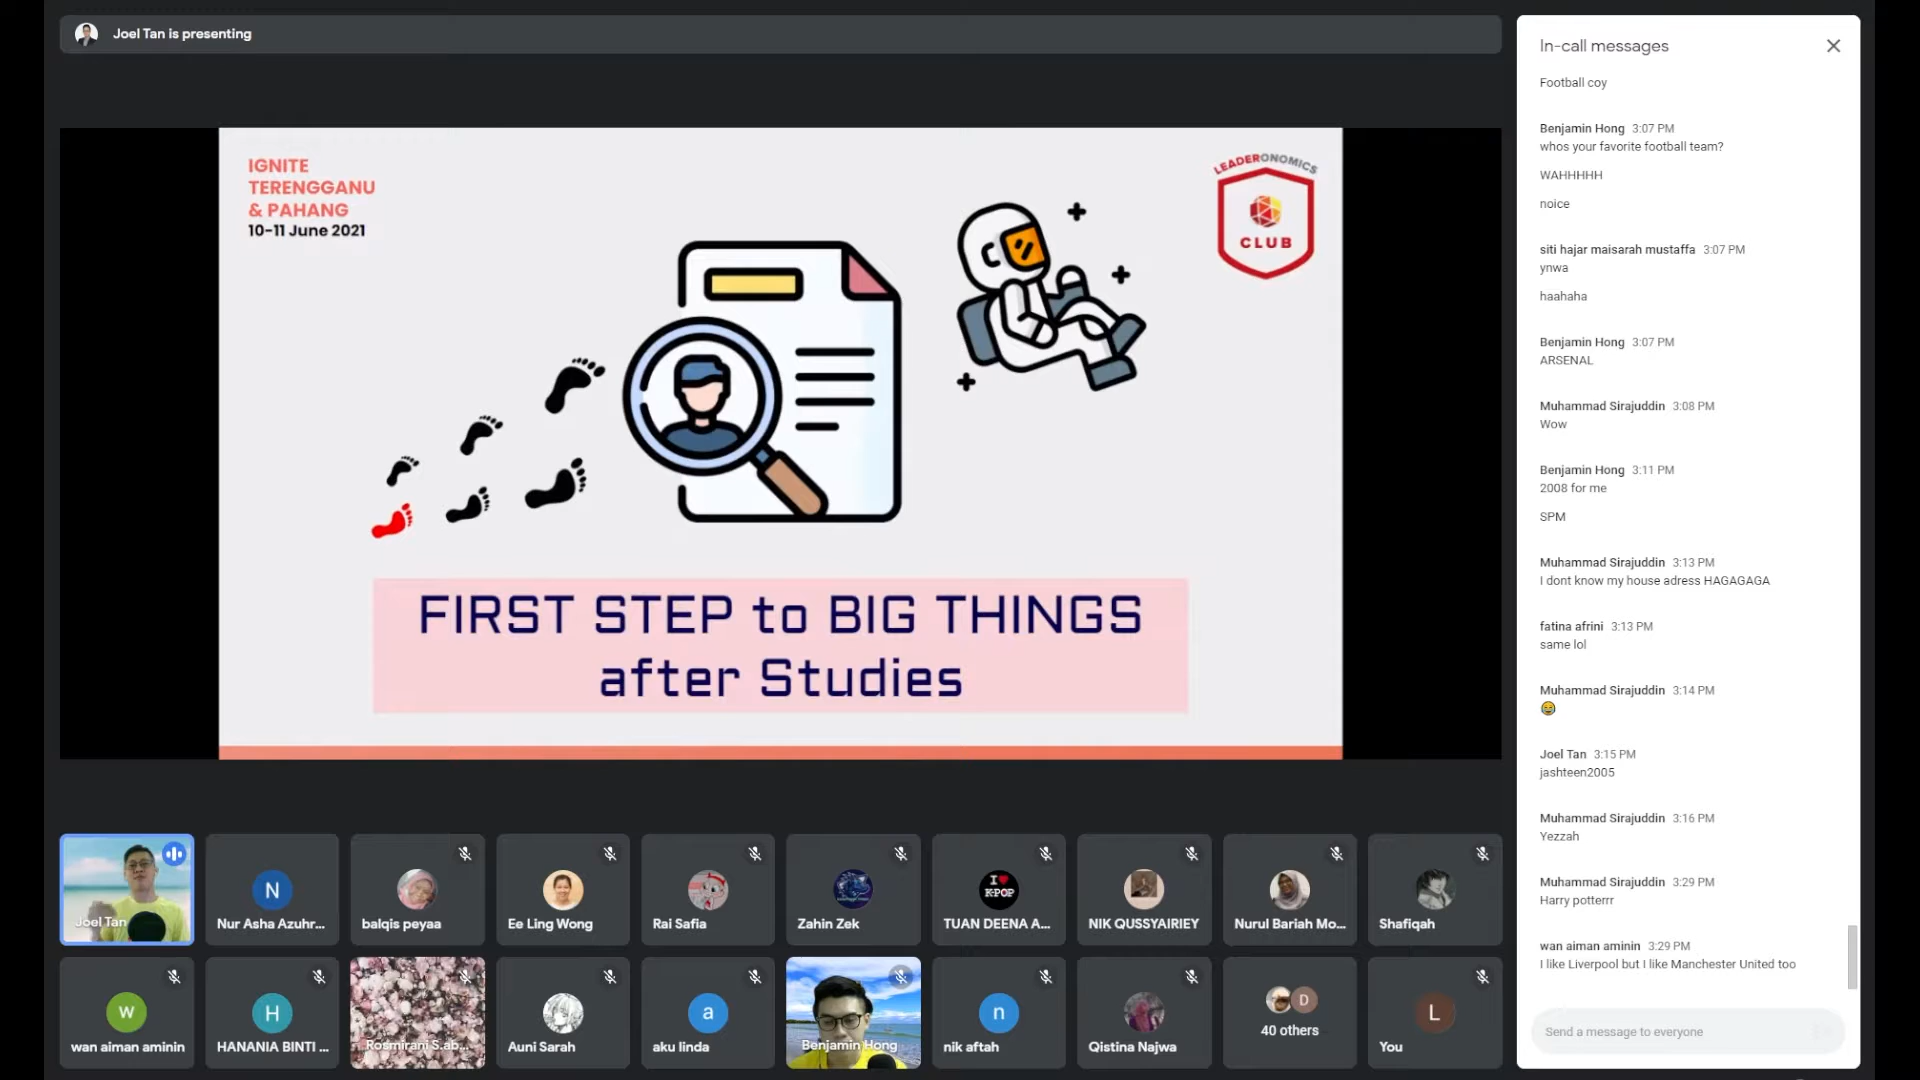 Joel Tan is presenting
IGNITE
TERENGGANU
& PAHANG
10-11 June 2021
LEADERONOMICS
CLUB
FIRST STEP to BIG THINGS
after Studies
In-call messages
Football coy
Benjamin Hong 3:07 PM
whos your favorite football team?
WAHHHHH
noice
siti hajar maisarah mustaffa 3:07 PM
ynwa
haahaha
Benjamin Hong 3:07 PM
ARSENAL
Muhammad Sirajuddin 3:08 PM
Wow
Benjamin Hong 3:11 PM
2008 for me
SPM
Muhammad Sirajuddin 3:13 PM
I dont know my house adress HAGAGAGA
fatina afrini 3:13 PM
same lol
Muhammad Sirajuddin 3:14 PM
😂
Joel Tan 3:15 PM
jashteen2005
Muhammad Sirajuddin 3:16 PM
Yezzah
Muhammad Sirajuddin 3:29 PM
Harry potterrr
wan aiman aminin 3:29 PM
I like Liverpool but I like Manchester United too
Send a message to everyone
Joel Tan
N
Nur Asha Azuhr...
balqis peyaa
Ee Ling Wong
Rai Safia
Zahin Zek
I
K-POP
TUAN DEENA A...
NIK QUSSYAIRIEY
Nurul Bariah Mo...
Shafiqah
W
wan aiman aminin
H
HANANIA BINTI ...
Rosmirani S.ab...
Auni Sarah
a
aku linda
Benjamin Hong
n
nik aftah
Qistina Najwa
D
40 others
L
You